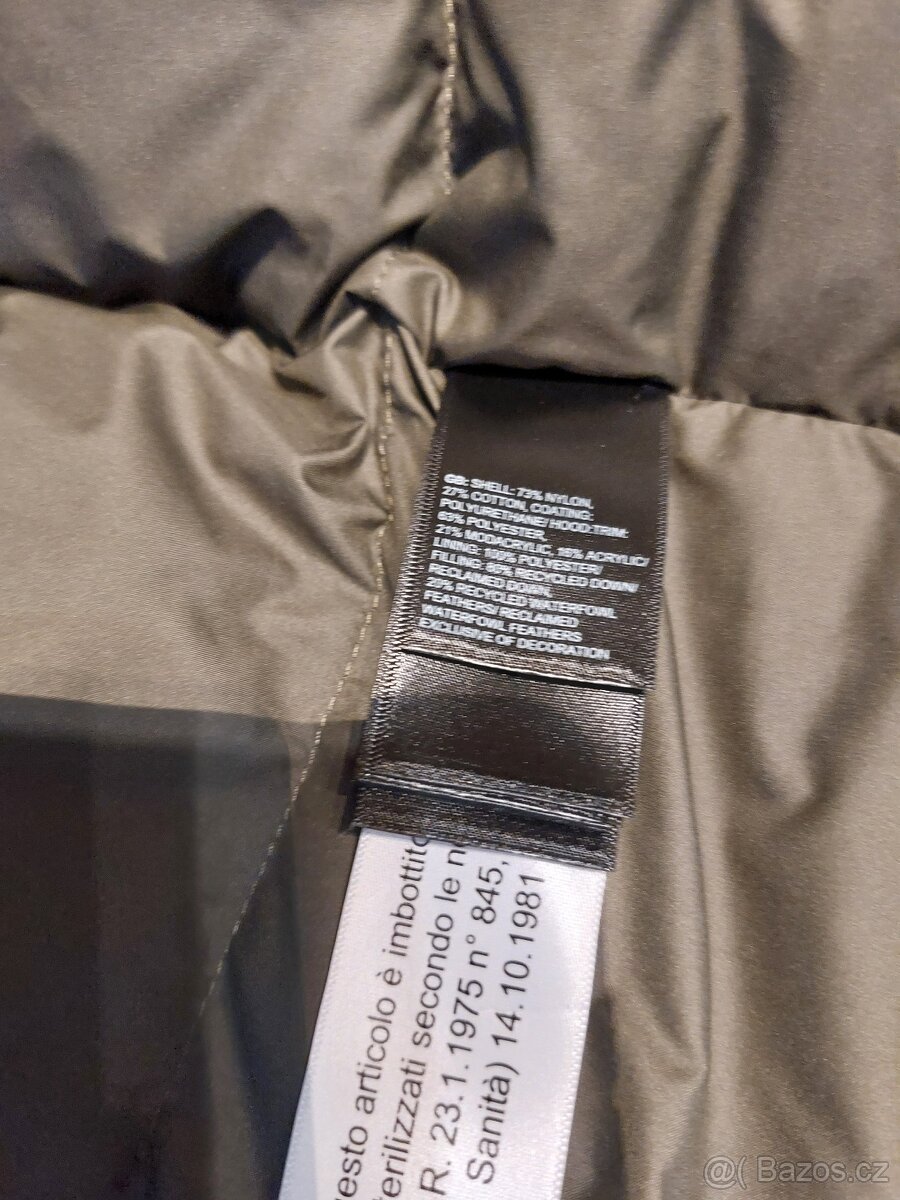 GB: SHELL: 73% NYLON,
27% COTTON, COATING:
POLYURETHANE/ HOOD:TRIM:
63% POLYESTER,
21% MODACRYLIC, 16% ACRYLIC/
LINING: 100% POLYESTER/
FILLING: 80% RECYCLED DOWN/
RECLAIMED DOWN,
20% RECYCLED WATERFOWL
FEATHERS/ RECLAIMED
WATERFOWL FEATHERS
EXCLUSIVE OF DECORATION
esto articolo è imbottito
terilizzati secondo le n
R. 23.1.1975 n° 845,
Sanità) 14.10.1981
@( Bazos.cz